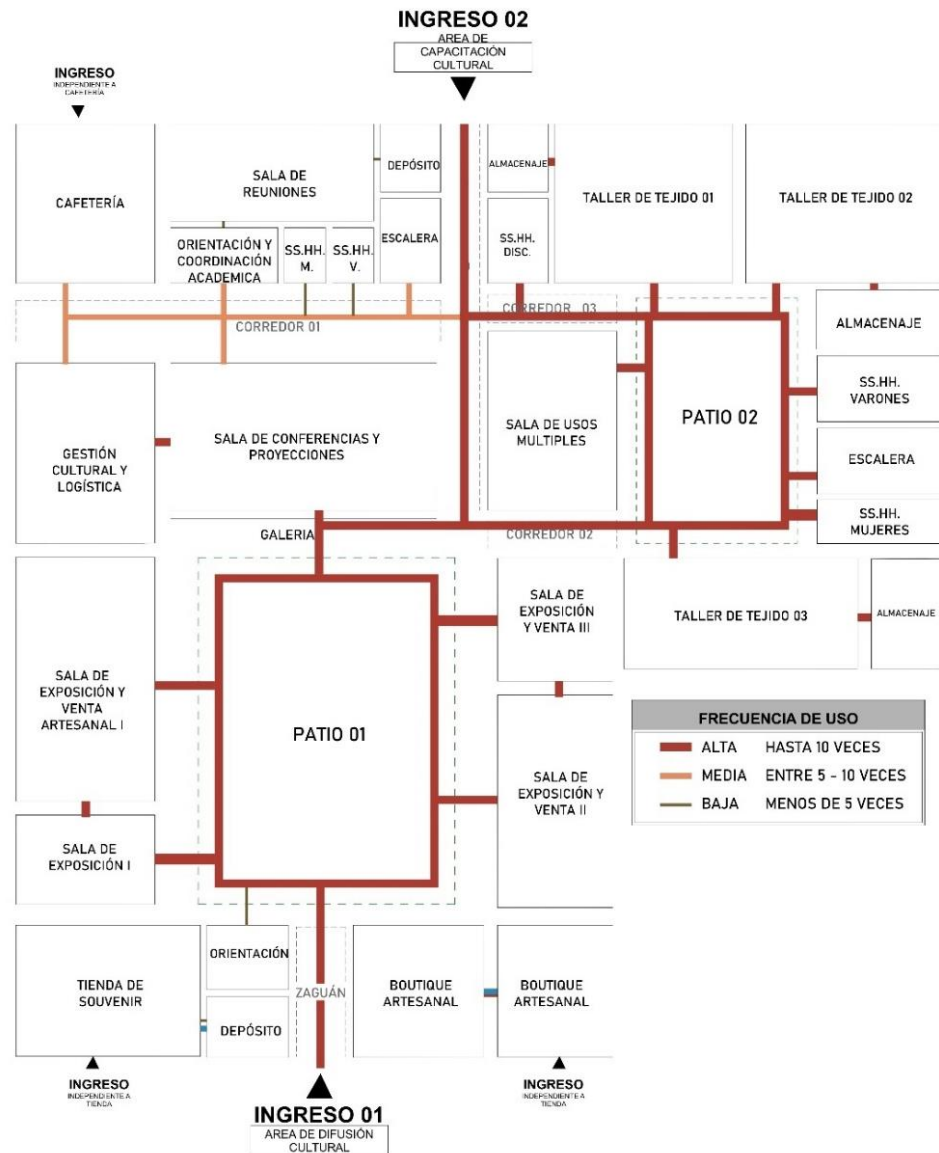 INGRESO 02
AREA DE
CAPACITACIÓN
CULTURAL
INGRESO
INDEPENDIENTE A
CAFETERÍA
CAFETERÍA
SALA DE
REUNIONES
DEPÓSITO
ALMACENAJE
TALLER DE TEJIDO 01
TALLER DE TEJIDO 02
ORIENTACIÓN Y
COORDINACIÓN
ACADEMICA
SS.HH.
M.
SS.HH.
V.
ESCALERA
SS.HH.
DISC.
CORREDOR 01
CORREDOR 03
ALMACENAJE
SS.HH.
VARONES
ESCALERA
SS.HH.
MUJERES
GESTIÓN
CULTURAL Y
LOGÍSTICA
SALA DE CONFERENCIAS Y
PROYECCIONES
SALA DE USOS
MULTIPLES
PATIO 02
GALERIA
CORREDOR 02
SALA DE
EXPOSICIÓN Y
VENTA
ARTESANAL I
PATIO 01
SALA DE
EXPOSICIÓN
Y VENTA III
TALLER DE TEJIDO 03
ALMACENAJE
SALA DE
EXPOSICIÓN I
SALA DE
EXPOSICIÓN Y
VENTA II
FRECUENCIA DE USO
ALTA HASTA 10 VECES
MEDIA ENTRE 5 - 10 VECES
BAJA MENOS DE 5 VECES
TIENDA DE
SOUVENIR
ORIENTACIÓN
DEPÓSITO
ZAGUÁN
BOUTIQUE
ARTESANAL
BOUTIQUE
ARTESANAL
INGRESO
INDEPENDIENTE A
TIENDA
INGRESO 01
AREA DE DIFUSIÓN
CULTURAL
INGRESO
INDEPENDIENTE A
TIENDA